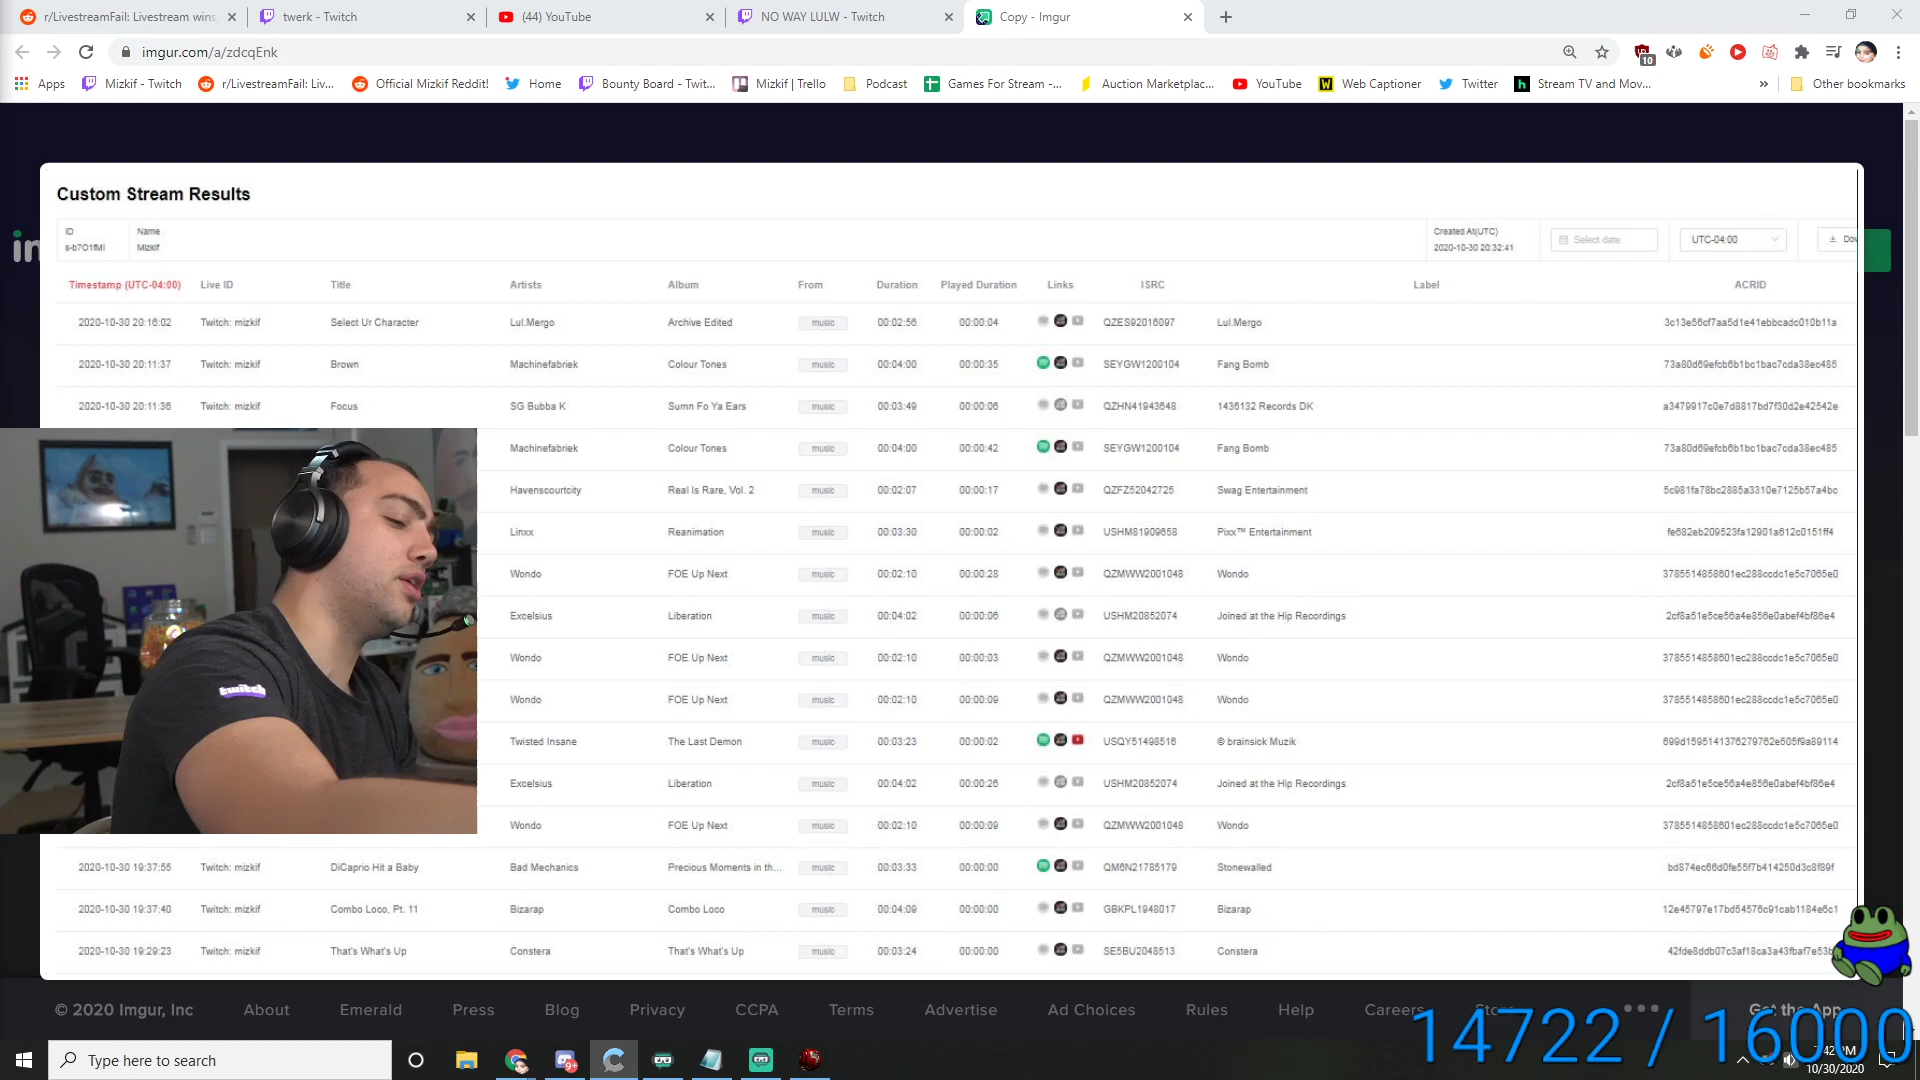 r/LivestreamFail: Livestream wins,
twerk - Twitch
(44) YouTube
NO WAY LULW - Twitch
Copy - Imgur
imgur.com/a/zdcqEnk
10
Apps
Mizkif - Twitch
r/LivestreamFail: Liv...
Official Mizkif Reddit!
Home
Bounty Board - Twit...
Mizkif | Trello
Podcast
Games For Stream -...
Auction Marketplac...
YouTube
Web Captioner
Twitter
Stream TV and Mov...
Other bookmarks
Custom Stream Results
ID Name Created At(UTC)
s-b7O1fMl Mizkif 2020-10-30 20:32:41 Select date UTC-04:00
Timestamp (UTC-04:00) Live ID Title Artists Album From Duration Played Duration Links ISRC Label ACRID
2020-10-30 20:16:02 Twitch: mizkif Select Ur Character Lul.Mergo Archive Edited music 00:02:56 00:00:04 QZES92016097 Lul.Mergo 3c13e56cf7aa5d1e41ebbcadc010b11a
2020-10-30 20:11:37 Twitch: mizkif Brown Machinefabriek Colour Tones music 00:04:00 00:00:35 SEYGW1200104 Fang Bomb 73a80d69efcb6b1bc1bac7cda38ec485
2020-10-30 20:11:36 Twitch: mizkif Focus SG Bubba K Sumn Fo Ya Ears music 00:03:49 00:00:06 QZHN41943648 1436132 Records DK a3479917c0e7d8817bd7f30d2e42542e
Machinefabriek Colour Tones music 00:04:00 00:00:42 SEYGW1200104 Fang Bomb 73a80d69efcb6b1bc1bac7cda38ec485
Havenscourtcity Real Is Rare, Vol. 2 music 00:02:07 00:00:17 QZFZ52042725 Swag Entertainment 5c981fa78bc2885a3310e7125b57a4bc
Linxx Reanimation music 00:03:30 00:00:02 USHM81909658 Pixx™ Entertainment fe682eb209523fa12901a612c0151ff4
Wondo FOE Up Next music 00:02:10 00:00:28 QZMWW2001048 Wondo 3785514858601ec288ccdc1e5c7065e0
Excelsius Liberation music 00:04:02 00:00:06 USHM20852074 Joined at the Hip Recordings 2cf8a51e5ce56a4e856e0abef4bf86e4
Wondo FOE Up Next music 00:02:10 00:00:03 QZMWW2001048 Wondo 3785514858601ec288ccdc1e5c7065e0
Wondo FOE Up Next music 00:02:10 00:00:09 QZMWW2001048 Wondo 3785514858601ec288ccdc1e5c7065e0
Twisted Insane The Last Demon music 00:03:23 00:00:02 USQY51498516 © brainsick Muzik 699d1595141376279762e505f9a89114
Excelsius Liberation music 00:04:02 00:00:26 USHM20852074 Joined at the Hip Recordings 2cf8a51e5ce56a4e856e0abef4bf86e4
Wondo FOE Up Next music 00:02:10 00:00:09 QZMWW2001048 Wondo 3785514858601ec288ccdc1e5c7065e0
2020-10-30 19:37:55 Twitch: mizkif DiCaprio Hit a Baby Bad Mechanics Precious Moments in th... music 00:03:33 00:00:00 QM6N21785179 Stonewalled bd874ec66d0fe55f7b414250d3c8f89f
2020-10-30 19:37:40 Twitch: mizkif Combo Loco, Pt. 11 Bizarap Combo Loco music 00:04:09 00:00:00 GBKPL1948017 Bizarap 12e45797e17bd54576c91cab1184e6c1
2020-10-30 19:29:23 Twitch: mizkif That's What's Up Constera That's What's Up music 00:03:24 00:00:00 SE5BU2048513 Constera
twitch
© 2020 Imgur, Inc About Emerald Press Blog Privacy CCPA Terms Advertise Ad Choices Rules Help Careers Store Get the App
14722 / 16000
Type here to search
10/30/2020